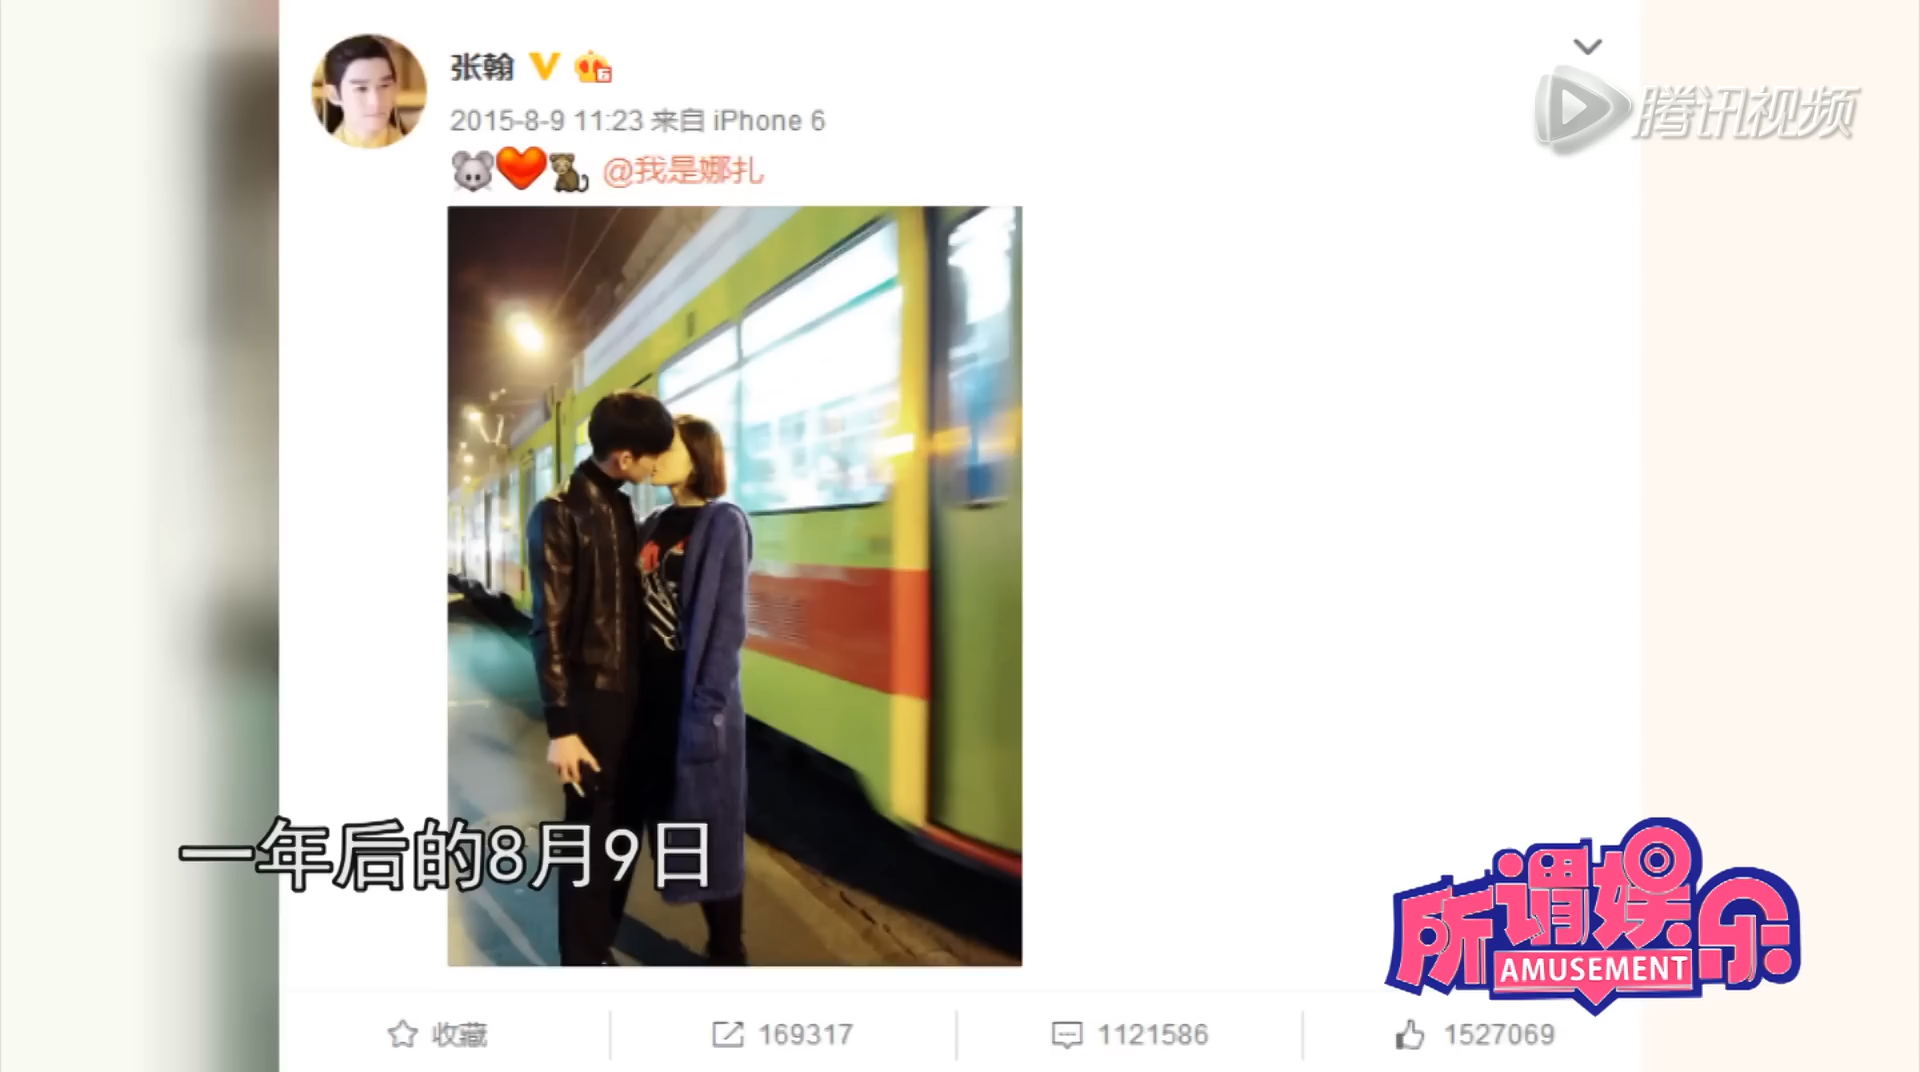 张翰
2015-8-9 11:23 来自 iPhone 6
@我是娜扎
腾讯视频
一年后的8月9日
所谓娱乐
AMUSEMENT
收藏
169317
1121586
1527069